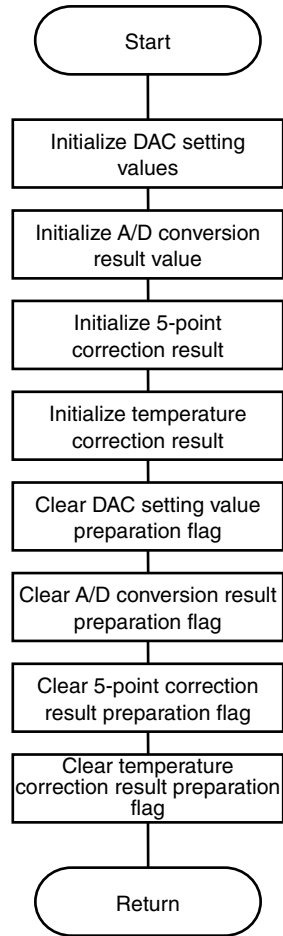 Start
Initialize DAC setting
values
Initialize A/D conversion
result value
Initialize 5-point
correction result
Initialize temperature
correction result
Clear DAC setting value
preparation flag
Clear A/D conversion result
preparation flag
Clear 5-point correction
result preparation flag
Clear temperature
correction result preparation
flag
Return